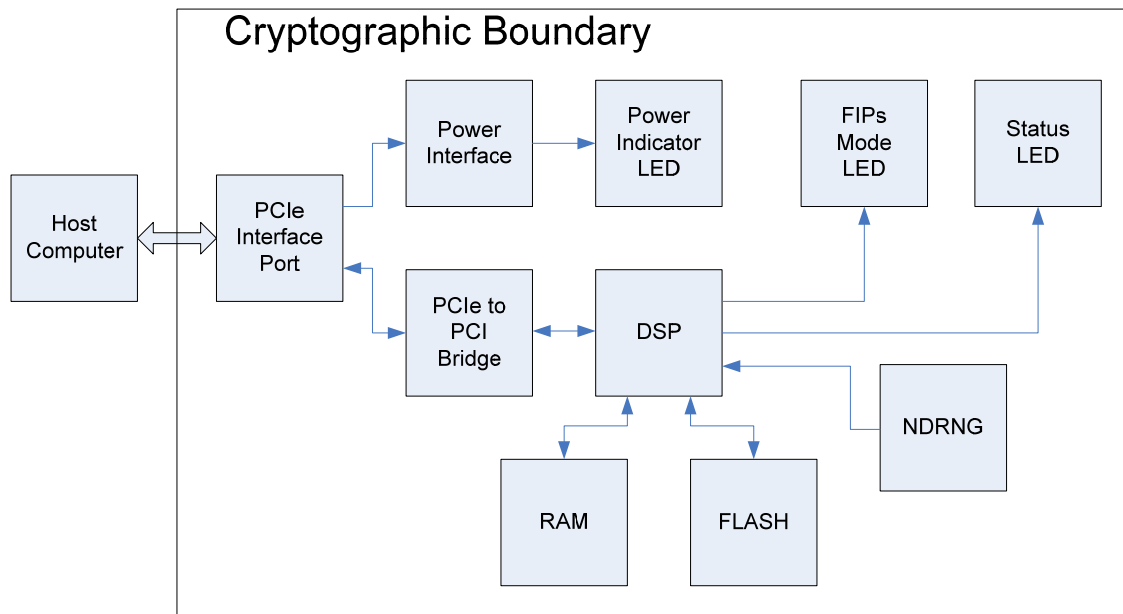 Cryptographic Boundary
Power
Interface
Power
Indicator
LED
FIPs
Mode
LED
Status
LED
Host
Computer
PCIe
Interface
Port
PCIe to
PCI
Bridge
DSP
NDRNG
RAM
FLASH